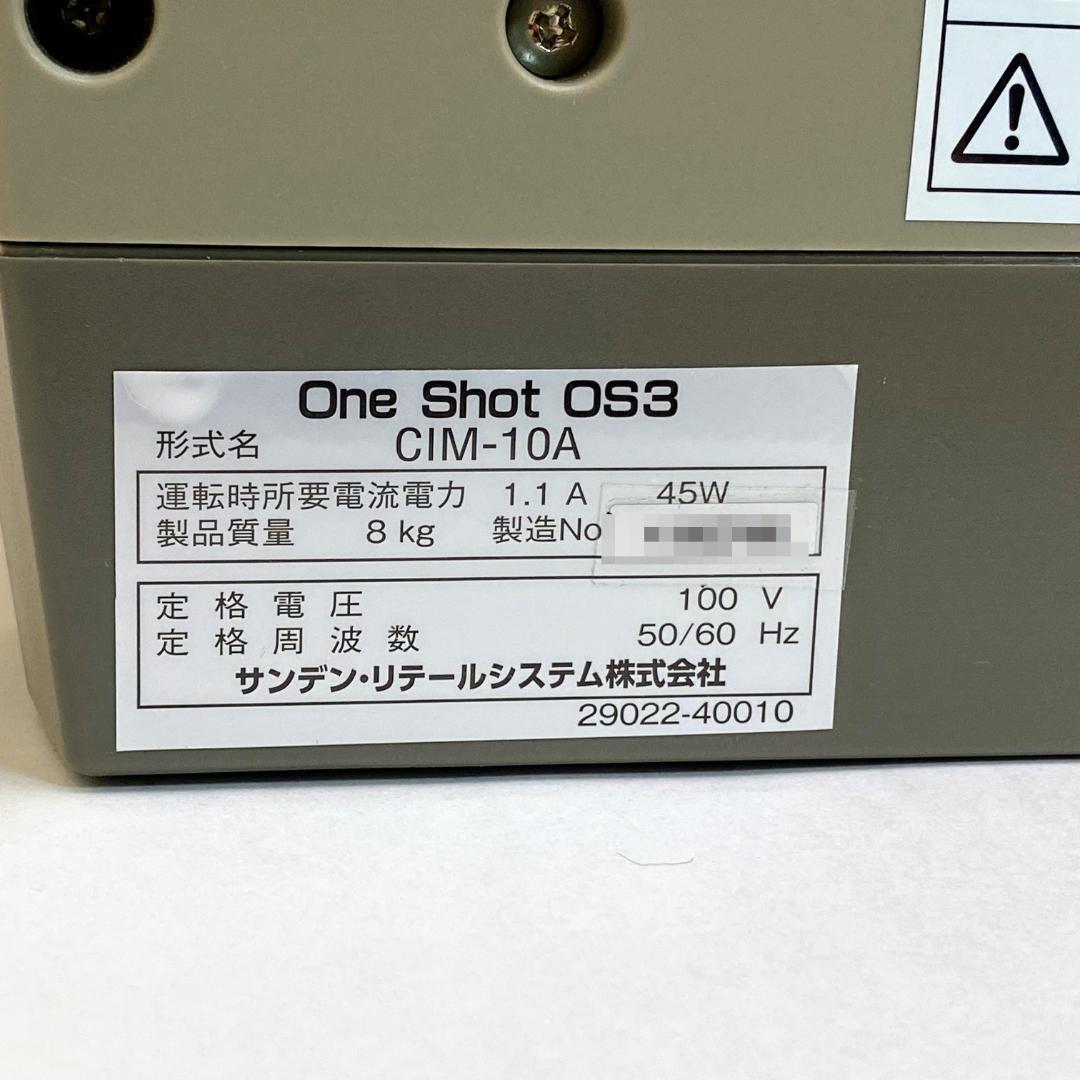 One Shot OS3
形式名 CIM-10A
運転時所要電流電力 1.1 A 45W
製品質量 8 kg 製造No
定格電圧 100 V
定格周波数 50/60 Hz
サンデン・リテールシステム株式会社
29022-40010